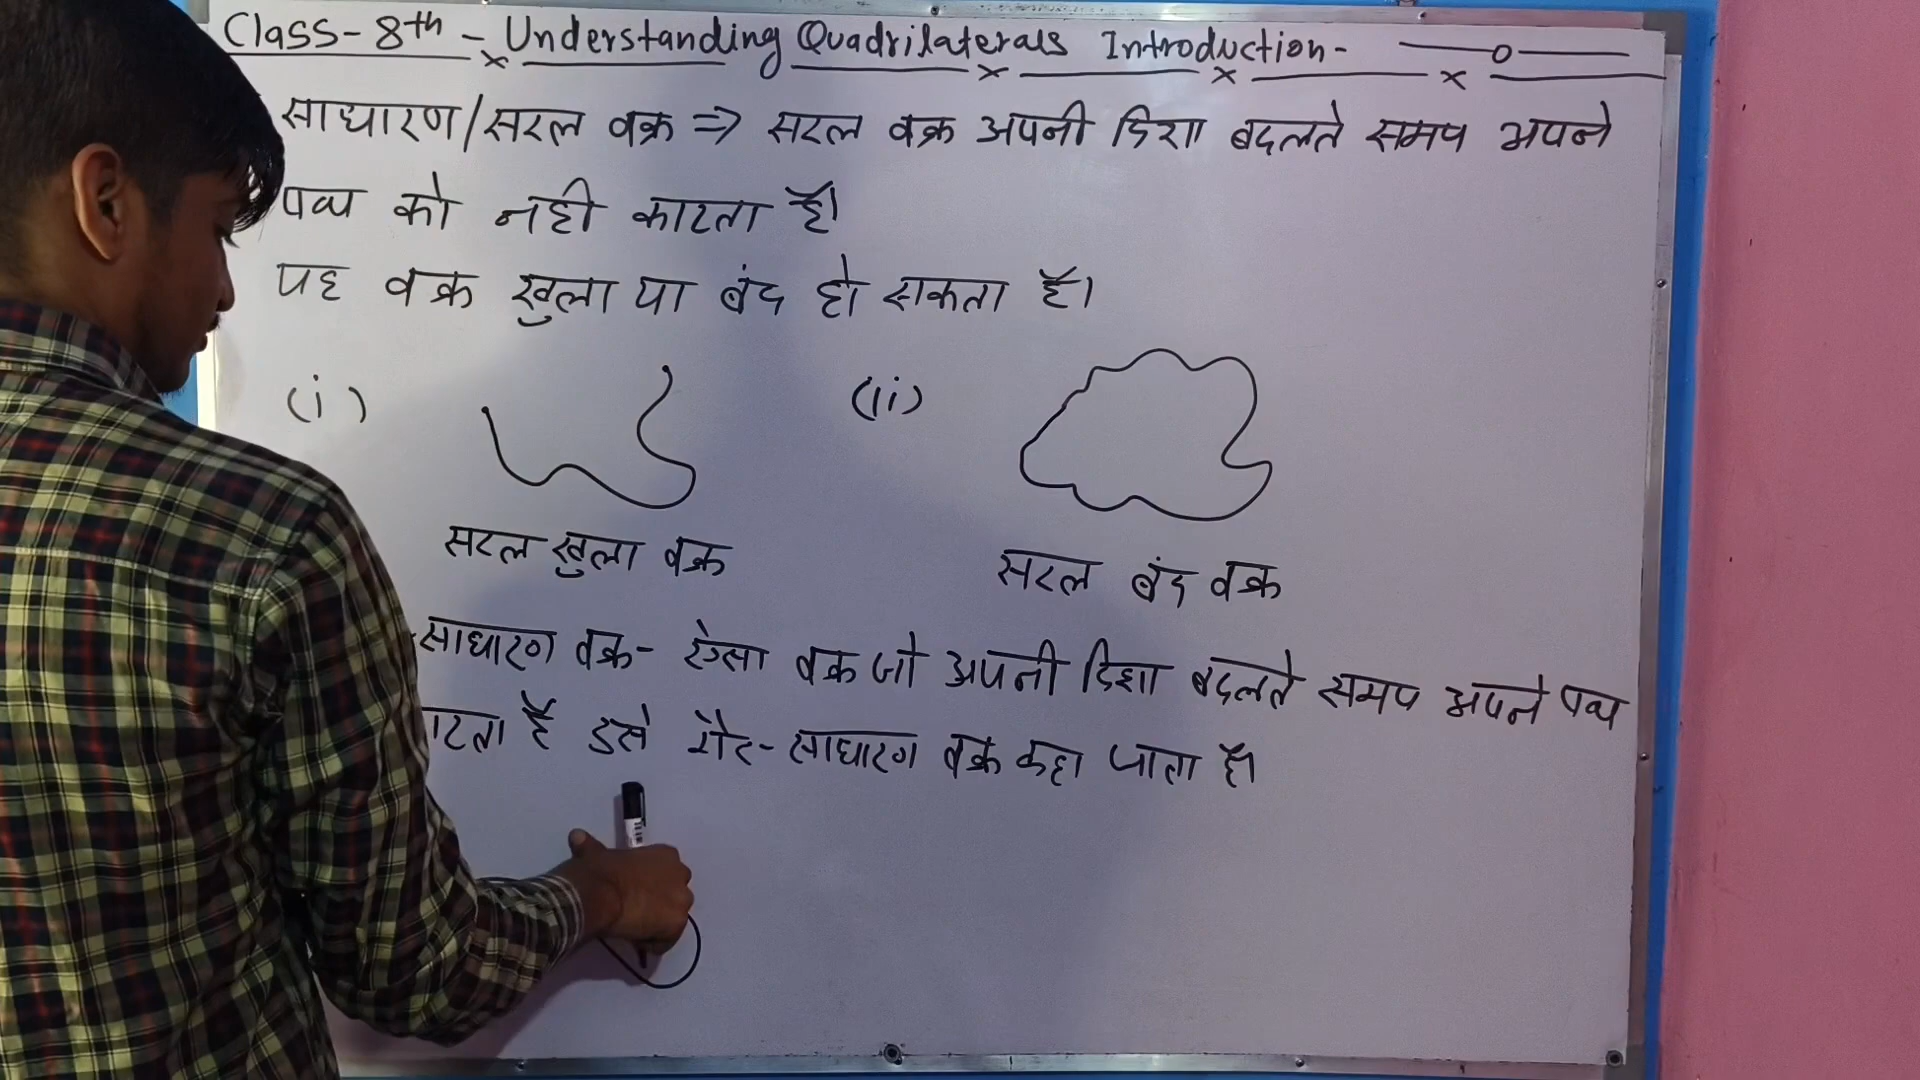 Class-8th - Understanding Quadrilaterals Introduction-
साधारण/सरल वक्र ⇒ सरल वक्र अपनी दिशा बदलते समय अपने
पथ को नही काटता है।
यह वक्र खुला या बंद हो सकता है।
(i) (ii)
सरल खुला वक्र सरल बंद वक्र
साधारण वक्र- ऐसा वक्र जो अपनी दिशा बदलते समय अपने पथ
टता है इसे गैर-साधारण वक्र कहा जाता है।